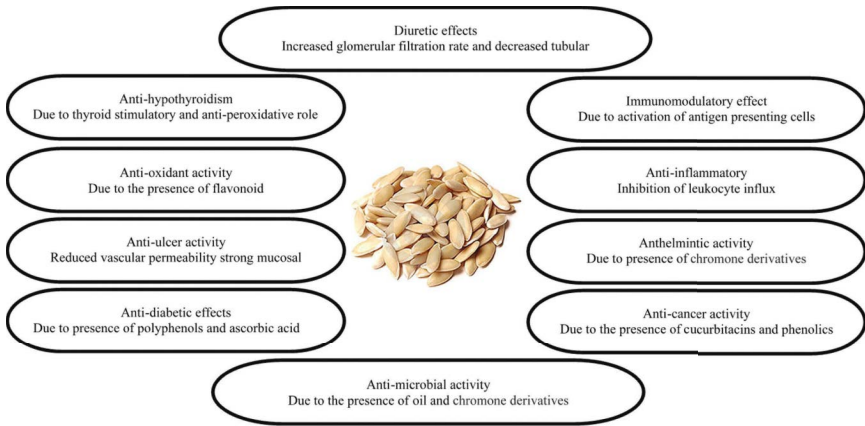 Diuretic effects
Increased glomerular filtration rate and decreased tubular
Anti-hypothyroidism
Due to thyroid stimulatory and anti-peroxidative role
Immunomodulatory effect
Due to activation of antigen presenting cells
Anti-oxidant activity
Due to the presence of flavonoid
Anti-inflammatory
Inhibition of leukocyte influx
Anti-ulcer activity
Reduced vascular permeability strong mucosal
Anthelmintic activity
Due to presence of chromone derivatives
Anti-diabetic effects
Due to presence of polyphenols and ascorbic acid
Anti-cancer activity
Due to the presence of cucurbitacins and phenolics
Anti-microbial activity
Due to the presence of oil and chromone derivatives